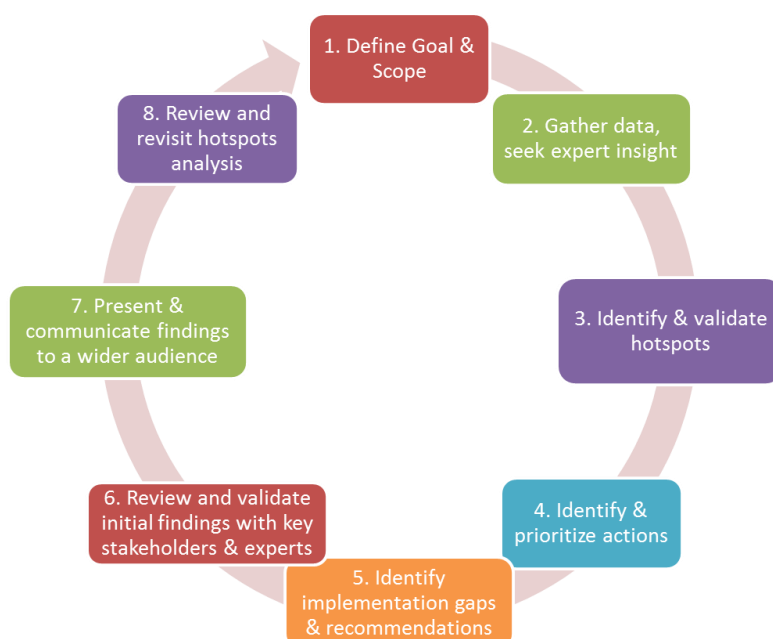 1. Define Goal &
Scope
2. Gather data,
seek expert insight
3. Identify & validate
hotspots
4. Identify &
prioritize actions
5. Identify
implementation gaps
& recommendations
6. Review and validate
initial findings with key
stakeholders & experts
7. Present &
communicate findings
to a wider audience
8. Review and
revisit hotspots
analysis